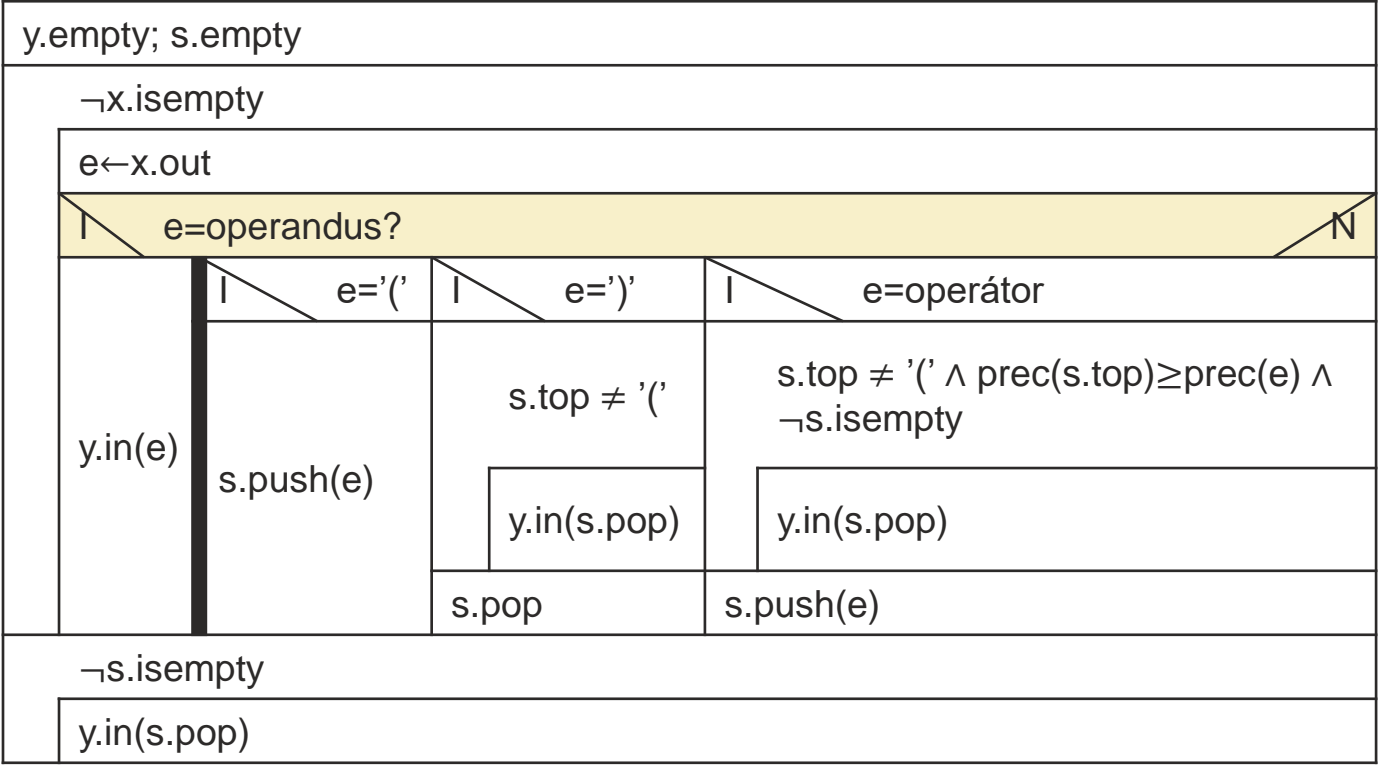 y.empty; s.empty
¬x.isempty
e←x.out
I e=operandus? N
I e='('
I e=')'
I e=operátor
y.in(e)
s.push(e)
s.top ≠ '('
y.in(s.pop)
s.pop
s.top ≠ '(' ∧ prec(s.top)≥prec(e) ∧
¬s.isempty
y.in(s.pop)
s.push(e)
¬s.isempty
y.in(s.pop)